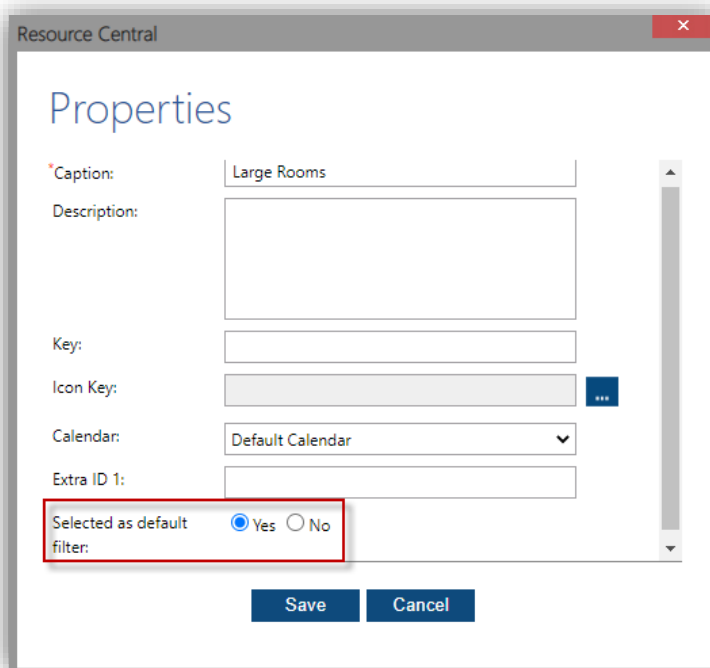 Resource Central
×
Properties
*Caption: Large Rooms
Description:
Key:
Icon Key: ...
Calendar: Default Calendar
Extra ID 1:
Selected as default Yes No
filter:
Save Cancel